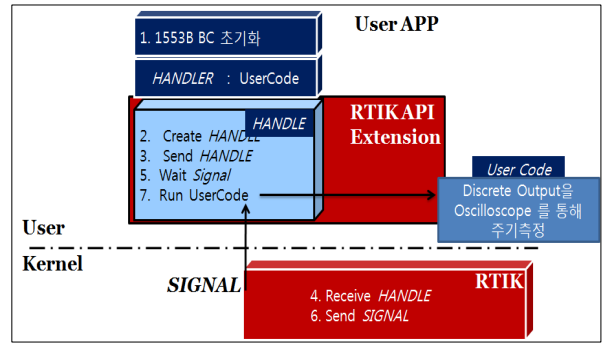 User APP
1. 1553B BC 초기화
HANDLER : UserCode
HANDLE
RTIK API
Extension
2. Create HANDLE
3. Send HANDLE
5. Wait Signal
7. Run UserCode
User Code
Discrete Output을
Oscilloscope 를 통해
주기측정
User
Kernel
SIGNAL
RTIK
4. Receive HANDLE
6. Send SIGNAL